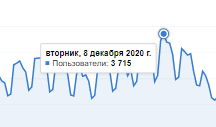 вторник, 8 декабря 2020 г.
Пользователи: 3 715